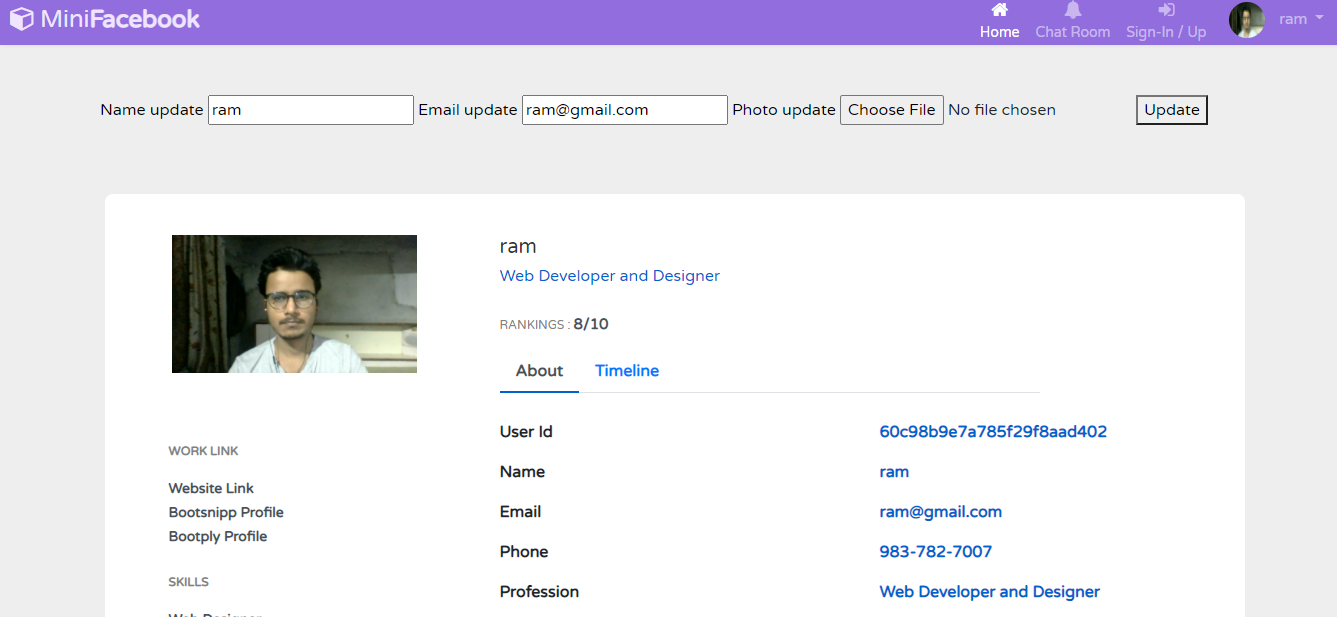 MiniFacebook
Home
Chat Room
Sign-In / Up
ram
Name update ram Email update ram@gmail.com Photo update Choose File No file chosen Update
ram
Web Developer and Designer
RANKINGS : 8/10
About Timeline
User Id 60c98b9e7a785f29f8aad402
Name ram
Email ram@gmail.com
Phone 983-782-7007
Profession Web Developer and Designer
WORK LINK
Website Link
Bootsnipp Profile
Bootply Profile
SKILLS
Web Designer